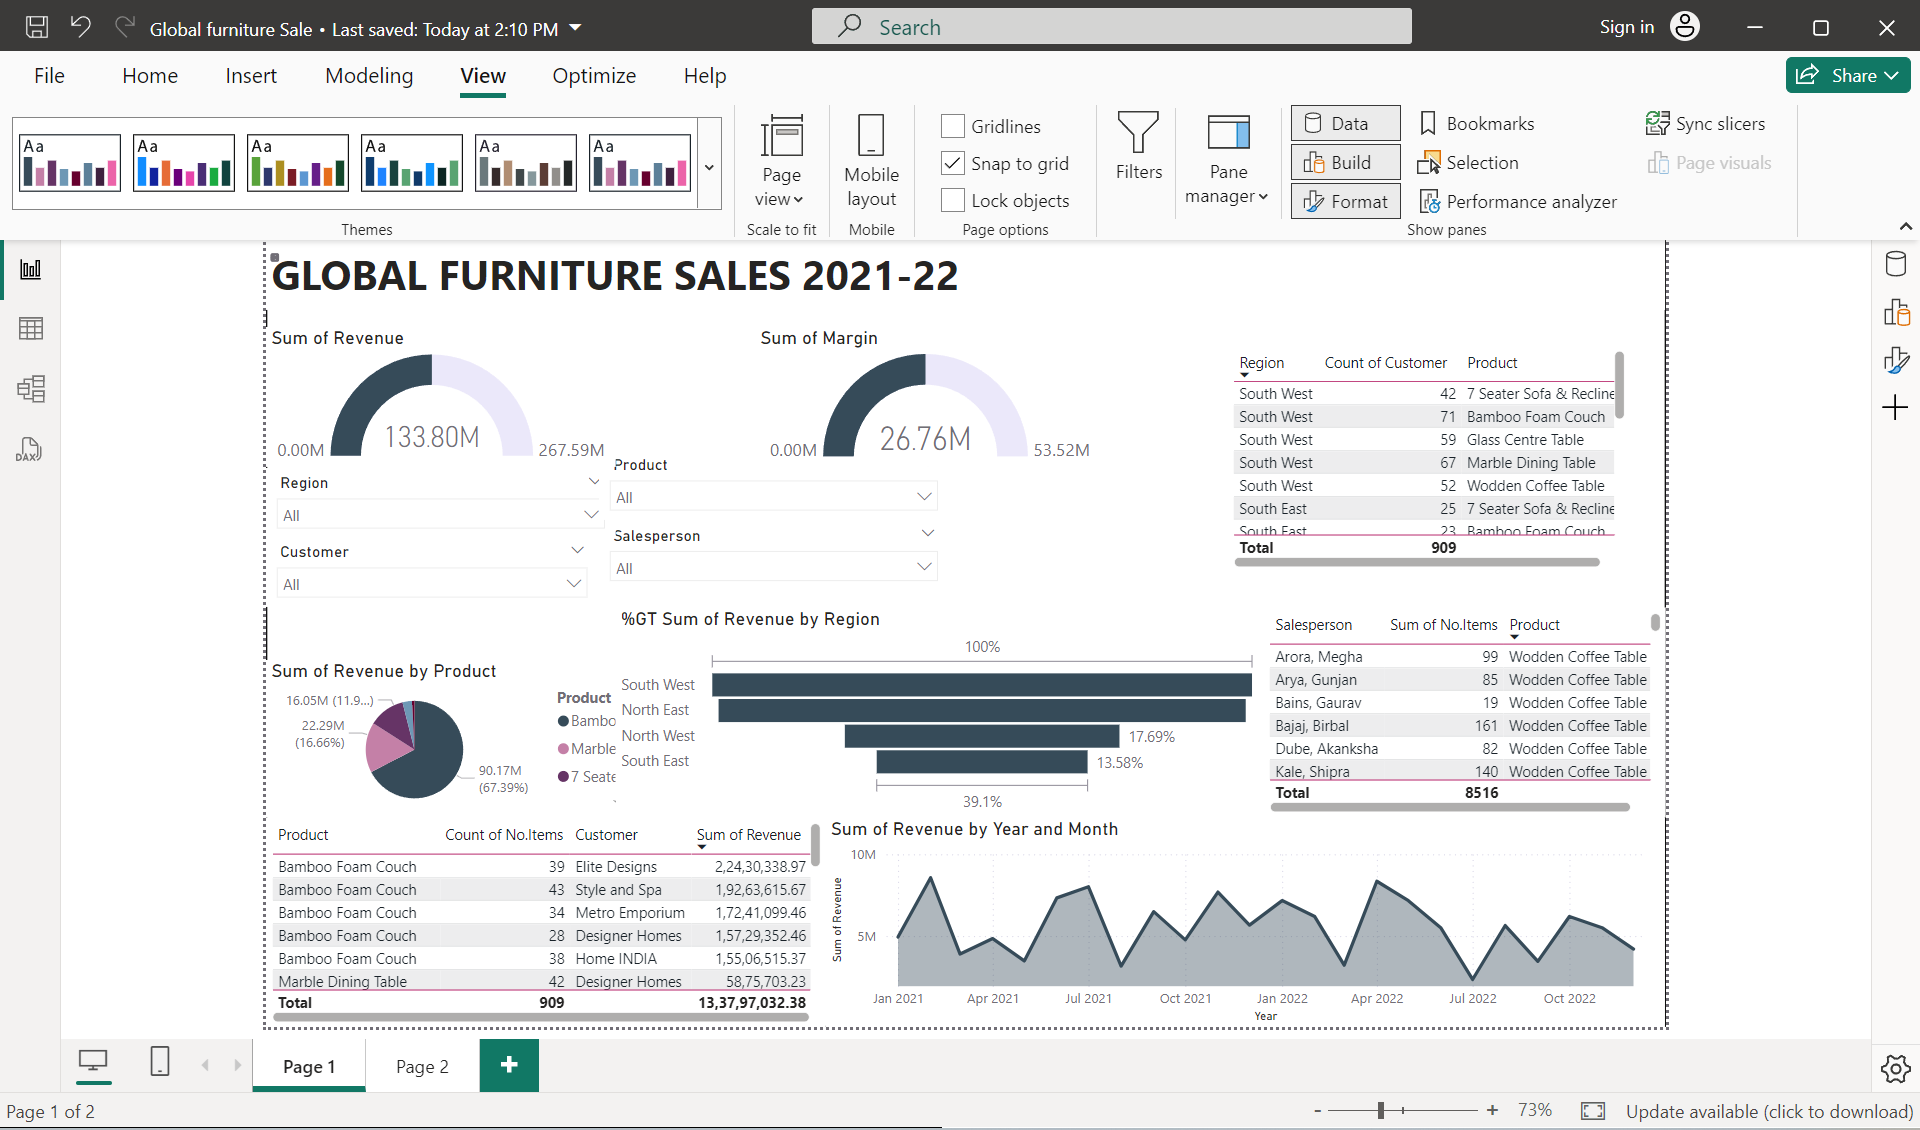 Global furniture Sale • Last saved: Today at 2:10 PM
Search
Sign in
File Home Insert Modeling View Optimize Help
Share
Aa Aa Aa Aa Aa Aa
Themes
Page view
Scale to fit
Mobile layout
Mobile
Gridlines
Snap to grid
Lock objects
Page options
Filters
Pane manager
Data
Build
Format
Bookmarks
Selection
Performance analyzer
Sync slicers
Page visuals
Show panes
DAX
GLOBAL FURNITURE SALES 2021-22
Sum of Revenue
133.80M
0.00M 267.59M
Sum of Margin
26.76M
0.00M 53.52M
Region
All
Customer
All
Product
All
Salesperson
All
Region Count of Customer Product
South West 42 7 Seater Sofa & Recline
South West 71 Bamboo Foam Couch
South West 59 Glass Centre Table
South West 67 Marble Dining Table
South West 52 Wodden Coffee Table
South East 25 7 Seater Sofa & Recline
South East 23 Bamboo Foam Couch
Total 909
Sum of Revenue by Product
16.05M (11.9...)
22.29M
(16.66%)
90.17M
(67.39%)
Product
Bambo
Marble
7 Seate
%GT Sum of Revenue by Region
100%
South West
North East
North West 17.69%
South East 13.58%
39.1%
Salesperson Sum of No.Items Product
Arora, Megha 99 Wodden Coffee Table
Arya, Gunjan 85 Wodden Coffee Table
Bains, Gaurav 19 Wodden Coffee Table
Bajaj, Birbal 161 Wodden Coffee Table
Dube, Akanksha 82 Wodden Coffee Table
Kale, Shipra 140 Wodden Coffee Table
Total 8516
Product Count of No.Items Customer Sum of Revenue
Bamboo Foam Couch 39 Elite Designs 2,24,30,338.97
Bamboo Foam Couch 43 Style and Spa 1,92,63,615.67
Bamboo Foam Couch 34 Metro Emporium 1,72,41,099.46
Bamboo Foam Couch 28 Designer Homes 1,57,29,352.46
Bamboo Foam Couch 38 Home INDIA 1,55,06,515.37
Marble Dining Table 42 Designer Homes 58,75,703.23
Total 909 13,37,97,032.38
Sum of Revenue by Year and Month
10M
5M
Sum of Revenue
Jan 2021 Apr 2021 Jul 2021 Oct 2021 Jan 2022 Apr 2022 Jul 2022 Oct 2022
Year
Page 1 Page 2 +
Page 1 of 2
- + 73%
Update available (click to download)